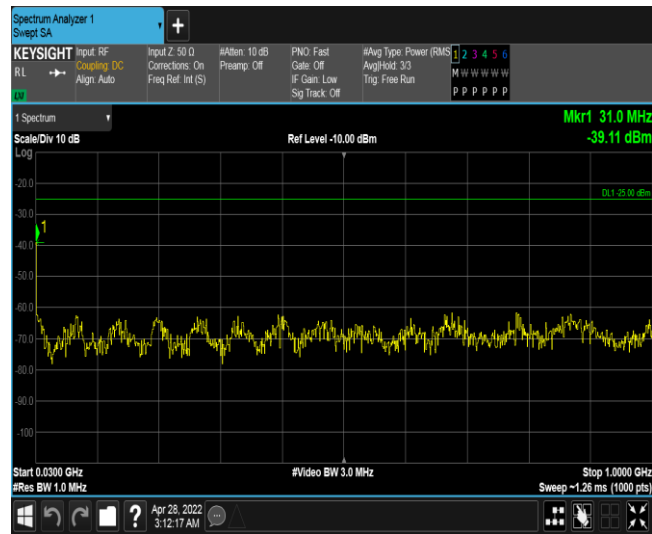 Spectrum Analyzer 1
Swept SA
KEYSIGHT
RL
Input: RF
Coupling: DC
Align: Auto
Input Z: 50 Ω
Corrections: On
Freq Ref: Int (S)
#Atten: 10 dB
Preamp: Off
PNO: Fast
Gate: Off
IF Gain: Low
Sig Track: Off
#Avg Type: Power (RMS
Avg|Hold: 3/3
Trig: Free Run
1 2 3 4 5 6
M W W W W W
P P P P P P
1 Spectrum
Mkr1 31.0 MHz
Scale/Div 10 dB
Ref Level -10.00 dBm
-39.11 dBm
Log
-20.0
DL1 -25.00 dBm
-30.0
1
-40.0
-50.0
-60.0
-70.0
-80.0
-90.0
-100
Start 0.0300 GHz
#Video BW 3.0 MHz
Stop 1.0000 GHz
#Res BW 1.0 MHz
Sweep ~1.26 ms (1000 pts)
?
Apr 28, 2022
3:12:17 AM